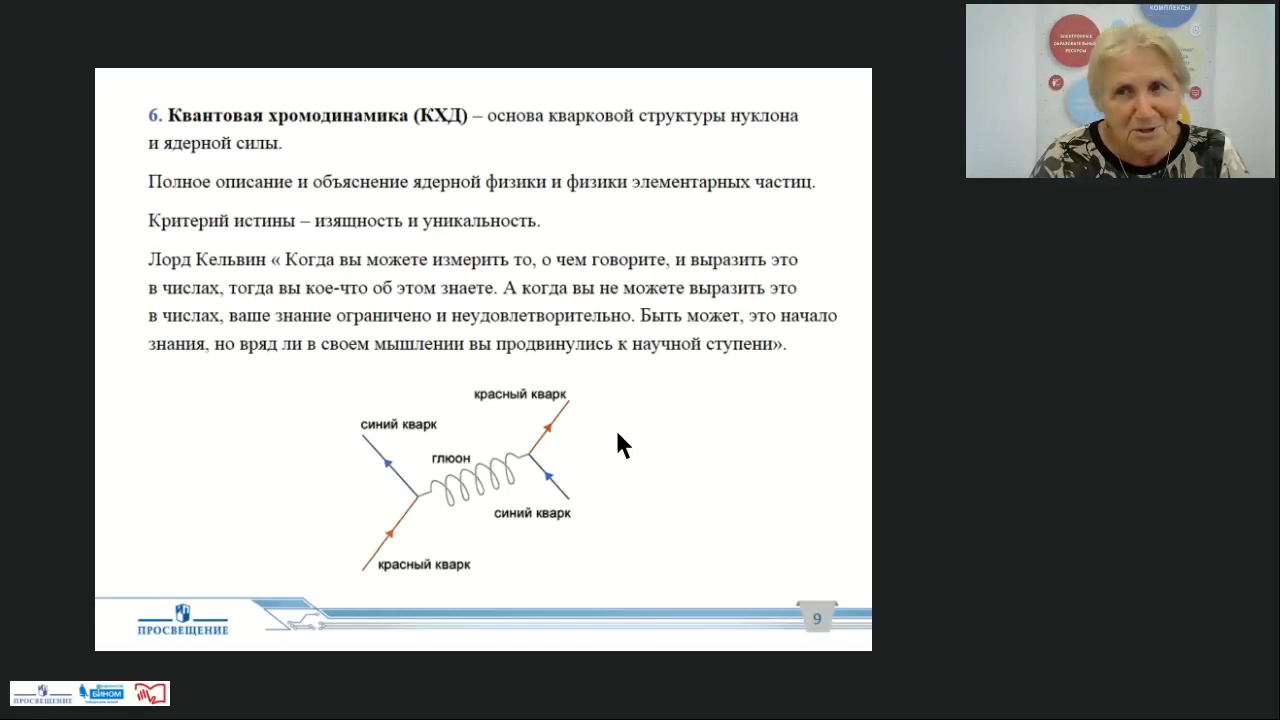 6. Квантовая хромодинамика (КХД) – основа кварковой структуры нуклона
и ядерной силы.
Полное описание и объяснение ядерной физики и физики элементарных частиц.
Критерий истины – изящность и уникальность.
Лорд Кельвин « Когда вы можете измерить то, о чем говорите, и выразить это
в числах, тогда вы кое-что об этом знаете. А когда вы не можете выразить это
в числах, ваше знание ограничено и неудовлетворительно. Быть может, это начало
знания, но вряд ли в своем мышлении вы продвинулись к научной ступени».
красный кварк
синий кварк
глюон
синий кварк
красный кварк
ПРОСВЕЩЕНИЕ
9
КОМПЛЕКСЫ
ЭЛЕКТРОННЫЕ
ОБРАЗОВАТЕЛЬНЫЕ
РЕСУРСЫ
ПРОСВЕЩЕНИЕ
БИНОМ